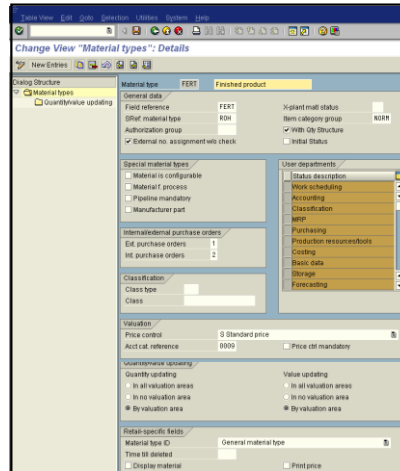 Table View Edit Goto Selection Utilities System Help
Change View "Material types": Details
New Entries
Dialog Structure
Material types
Quantity/value updating
Material type FERT Finished product
General data
Field reference FERT X-plant matl status
SRef. material type ROH Item category group NORM
Authorization group With Qty Structure
External no. assignment w/o check Initial Status
Special material types
Material is configurable
Material f. process
Pipeline mandatory
Manufacturer part
User departments
Status description
Work scheduling
Accounting
Classification
MRP
Purchasing
Production resources/tools
Costing
Basic data
Storage
Forecasting
Internal/external purchase orders
Ext. purchase orders 1
Int. purchase orders 2
Classification
Class type
Class
Valuation
Price control S Standard price
Acct cat. reference 0009 Price ctrl mandatory
Quantity/value updating
Quantity updating Value updating
In all valuation areas In all valuation areas
In no valuation area In no valuation area
By valuation area By valuation area
Retail-specific fields
Material type ID General material type
Time till deleted
Display material Print price